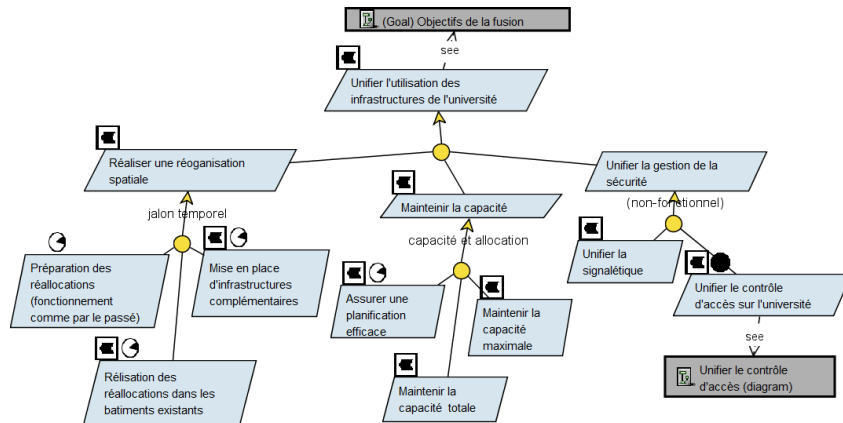 (Goal) Objectifs de la fusion
see
Unifier l'utilisation des
infrastructures de l'université
Réaliser une réoganisation
spatiale
Mainteinir la capacité
Unifier la gestion de la
sécurité
jalon temporel
capacité et allocation
(non-fonctionnel)
Préparation des
réallocations
(fonctionnement
comme par le passé)
Mise en place
d'infrastructures
complémentaires
Assurer une
planification
efficace
Maintenir la
capacité
maximale
Unifier la
signalétique
Unifier le contrôle
d'accès sur l'université
Rélisation des
réallocations dans les
batiments existants
Maintenir la
capacité totale
see
Unifier le contrôle
d'accès (diagram)